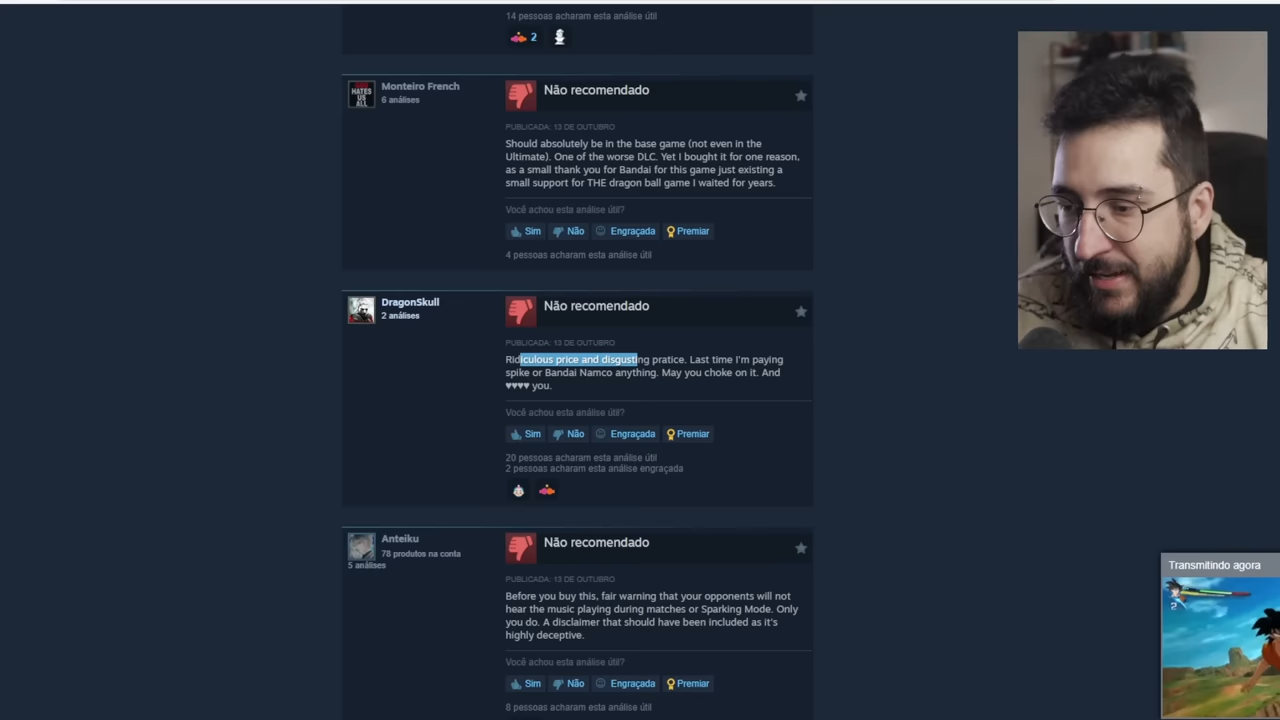 14 pessoas acharam esta análise útil
2
HATES
US
ALL
Monteiro French
6 análises
Não recomendado
PUBLICADA: 13 DE OUTUBRO
Should absolutely be in the base game (not even in the
Ultimate). One of the worse DLC. Yet I bought it for one reason,
as a small thank you for Bandai for this game just existing a
small support for THE dragon ball game I waited for years.
Você achou esta análise útil?
Sim Não Engraçada Premiar
4 pessoas acharam esta análise útil
DragonSkull
2 análises
Não recomendado
PUBLICADA: 13 DE OUTUBRO
Ridiculous price and disgusting pratice. Last time I'm paying
spike or Bandai Namco anything. May you choke on it. And
♥♥♥♥ you.
Você achou esta análise útil?
Sim Não Engraçada Premiar
20 pessoas acharam esta análise útil
2 pessoas acharam esta análise engraçada
Anteiku
78 produtos na conta
5 análises
Não recomendado
PUBLICADA: 13 DE OUTUBRO
Before you buy this, fair warning that your opponents will not
hear the music playing during matches or Sparking Mode. Only
you do. A disclaimer that should have been included as it's
highly deceptive.
Você achou esta análise útil?
Sim Não Engraçada Premiar
8 pessoas acharam esta análise útil
Transmitindo agora
2